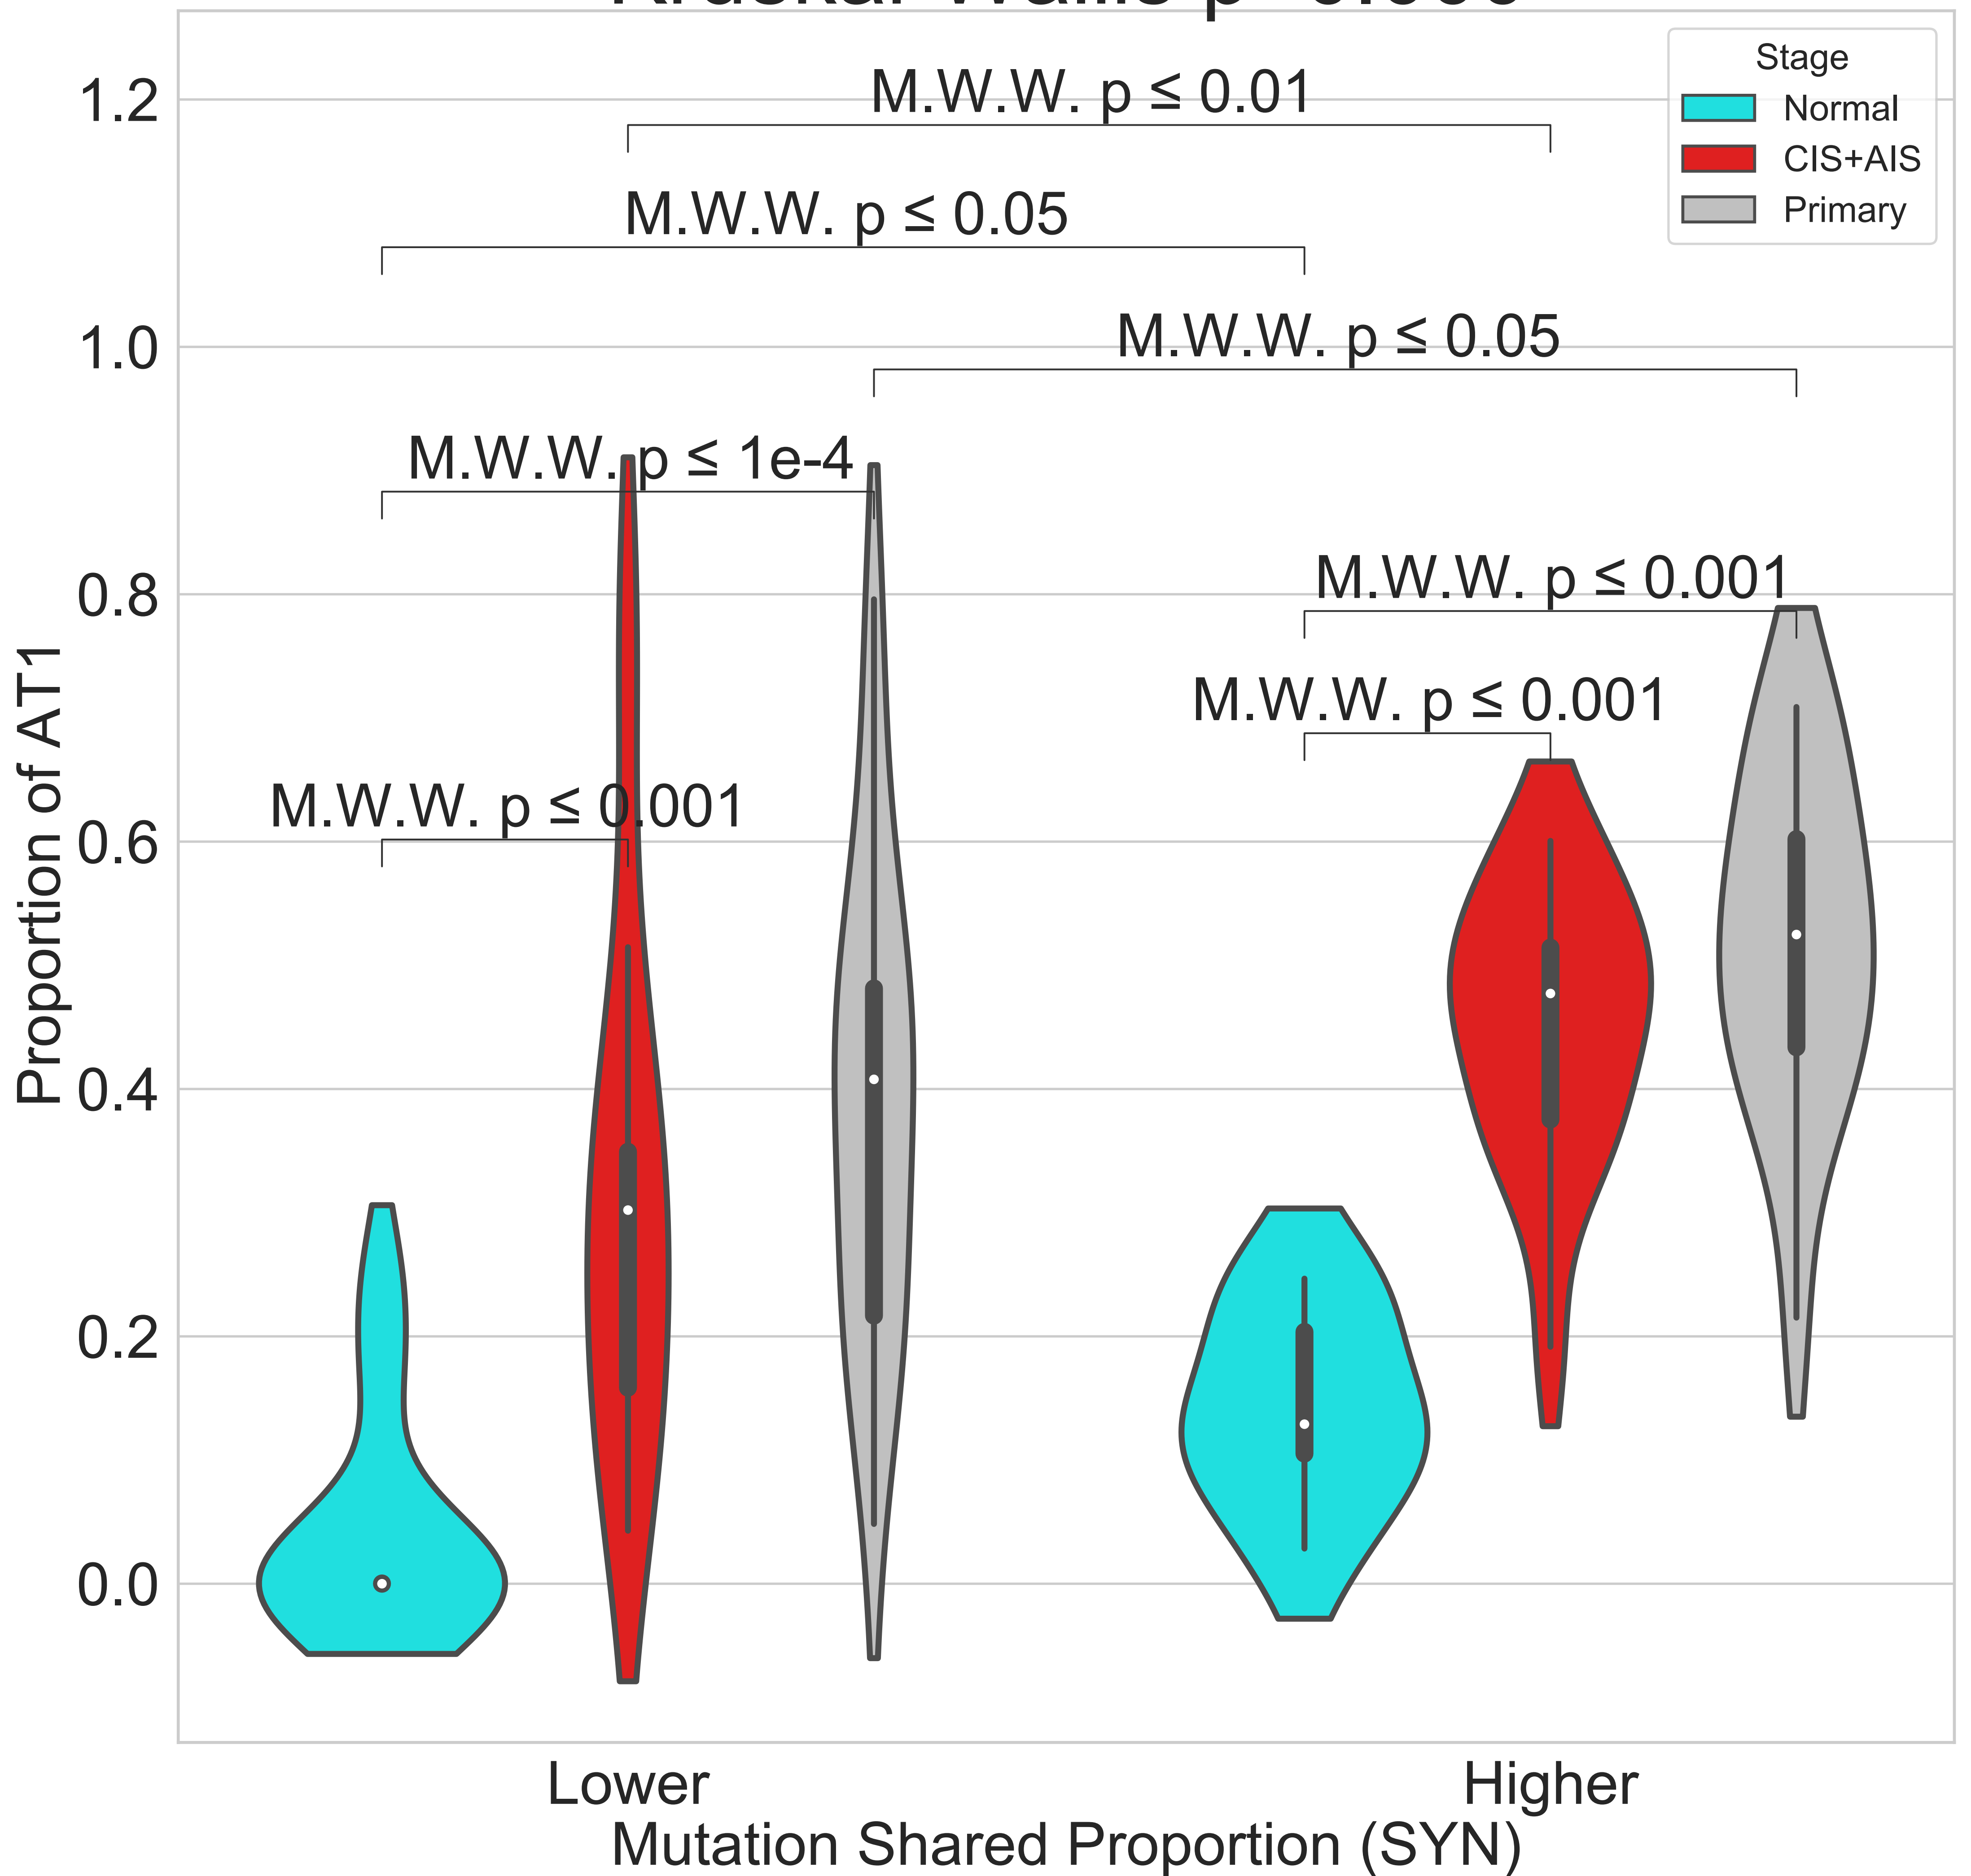 M.W.W. p ≤ 0.01
Stage
Normal
CIS+AIS
Primary
M.W.W. p ≤ 0.05
M.W.W. p ≤ 0.05
M.W.W. p ≤ 1e-4
M.W.W. p ≤ 0.001
M.W.W. p ≤ 0.001
M.W.W. p ≤ 0.001
1.2
1.0
0.8
0.6
0.4
0.2
0.0
Proportion of AT1
Lower
Higher
Mutation Shared Proportion (SYN)